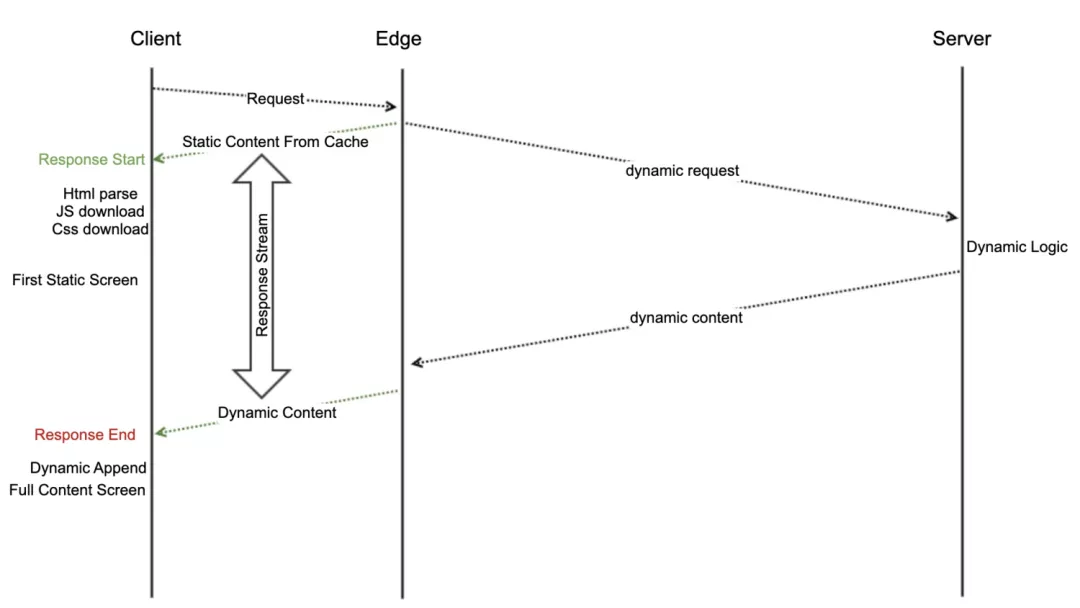 Client
Edge
Server
Request
Static Content From Cache
Response Start
dynamic request
Html parse
JS download
Css download
Response Stream
Dynamic Logic
First Static Screen
dynamic content
Dynamic Content
Response End
Dynamic Append
Full Content Screen